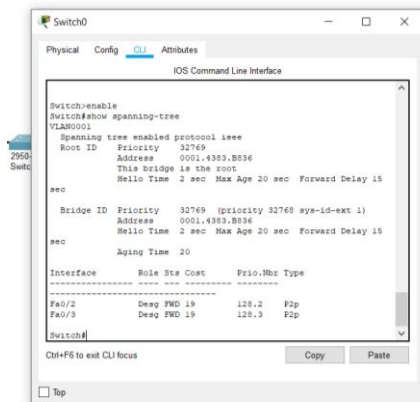 Switch0
Physical Config CLI Attributes
IOS Command Line Interface
Switch>enable
Switch#show spanning-tree
VLAN0001
Spanning tree enabled protocol ieee
Root ID Priority 32769
Address 0001.4383.B836
This bridge is the root
Hello Time 2 sec Max Age 20 sec Forward Delay 15
sec
Bridge ID Priority 32769 (priority 32768 sys-id-ext 1)
Address 0001.4383.B836
Hello Time 2 sec Max Age 20 sec Forward Delay 15
sec
Aging Time 20
Interface Role Sts Cost Prio.Nbr Type
---------------- ---- --- --------- -------- --------------------------------
Fa0/2 Desg FWD 19 128.2 P2p
Fa0/3 Desg FWD 19 128.3 P2p
Switch#
Ctrl+F6 to exit CLI focus
Copy Paste
Top
2950-
Switc